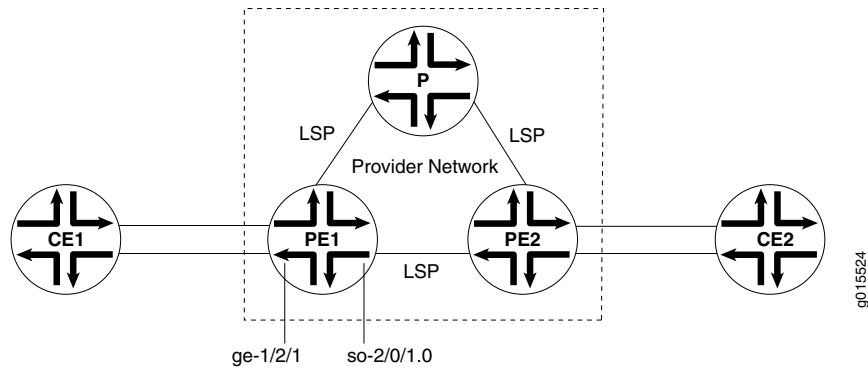 P
LSP
LSP
Provider Network
CE1
PE1
PE2
CE2
LSP
ge-1/2/1
so-2/0/1.0
g015524